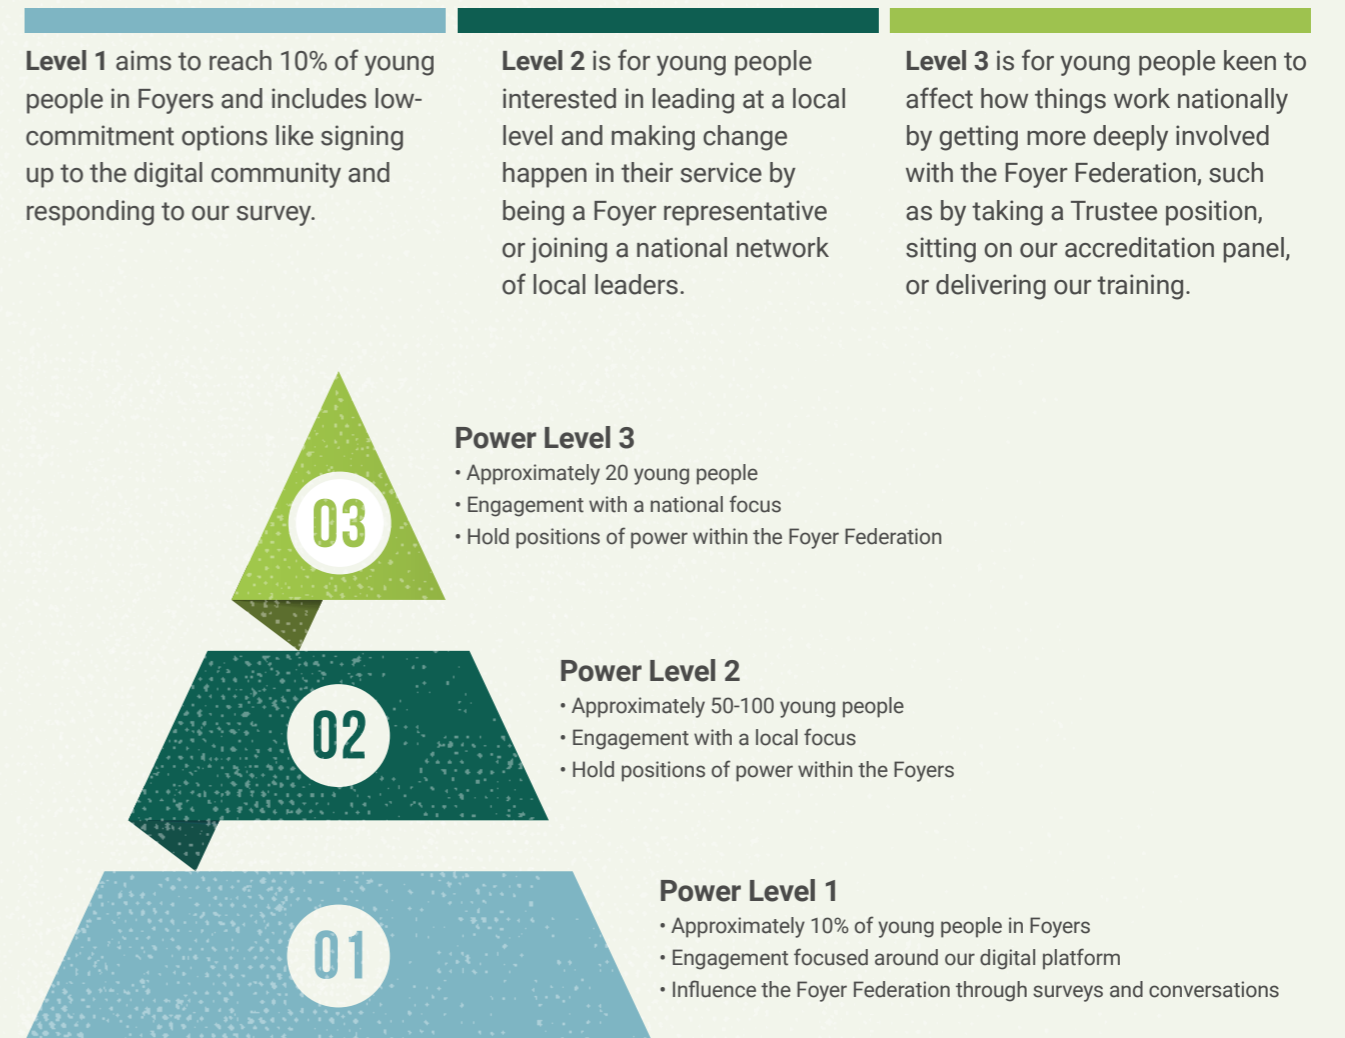 Level 1 aims to reach 10% of young
people in Foyers and includes low-
commitment options like signing
up to the digital community and
responding to our survey.
Level 2 is for young people
interested in leading at a local
level and making change
happen in their service by
being a Foyer representative
or joining a national network
of local leaders.
Level 3 is for young people keen to
affect how things work nationally
by getting more deeply involved
with the Foyer Federation, such
as by taking a Trustee position,
sitting on our accreditation panel,
or delivering our training.
03
Power Level 3
• Approximately 20 young people
• Engagement with a national focus
• Hold positions of power within the Foyer Federation
02
Power Level 2
• Approximately 50-100 young people
• Engagement with a local focus
• Hold positions of power within the Foyers
01
Power Level 1
• Approximately 10% of young people in Foyers
• Engagement focused around our digital platform
• Influence the Foyer Federation through surveys and conversations